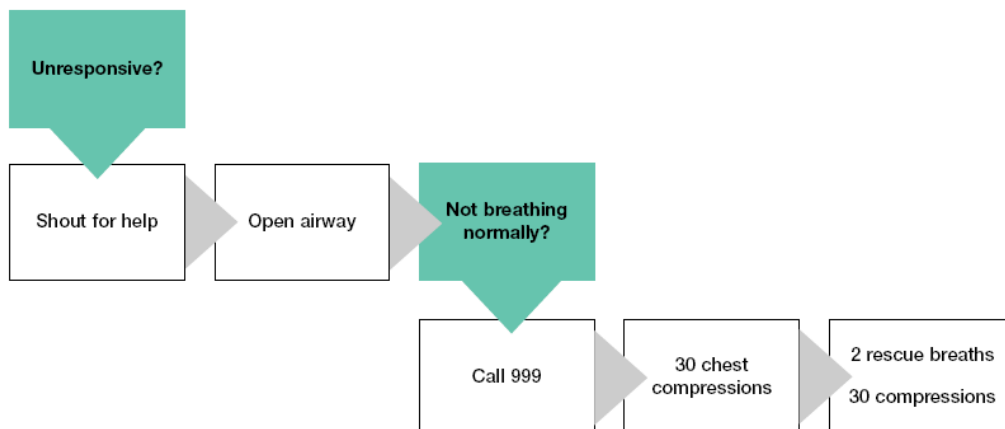 Unresponsive?
Shout for help
Open airway
Not breathing
normally?
Call 999
30 chest
compressions
2 rescue breaths
30 compressions